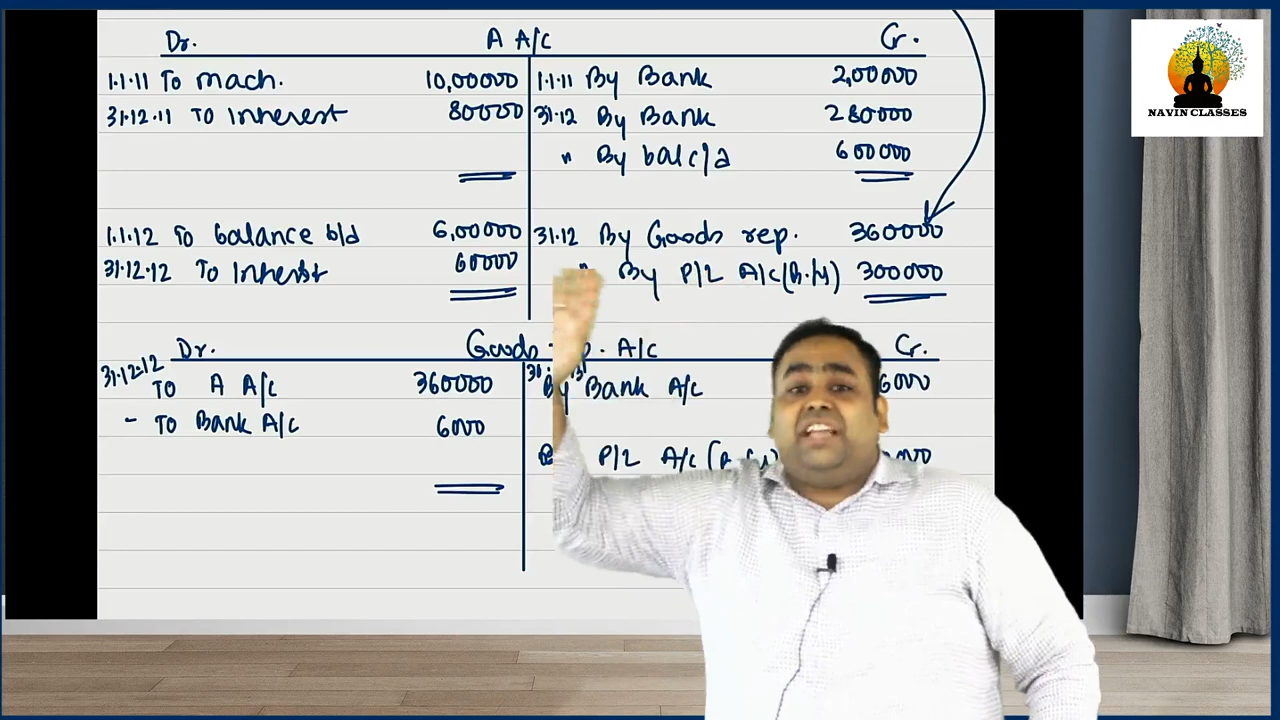 NAVIN CLASSES
Dr. A A/C Cr.
1.1.11 To mach. 10,00000 1.1.11 By Bank 2,00000
31.12.11 To Interest 80000 31.12 By Bank 280000
" By bal c/d 600000
1.1.12 To balance b/d 6,00000 31.12 By Goods rep. 360000
31.12.12 To Interest 60000 " By P/L A/C (B.f) 300000
Dr. Goods A/C Cr.
31.12.12 To A A/C 360000 By Bank A/C
- To Bank A/C 6000 P/L A/C